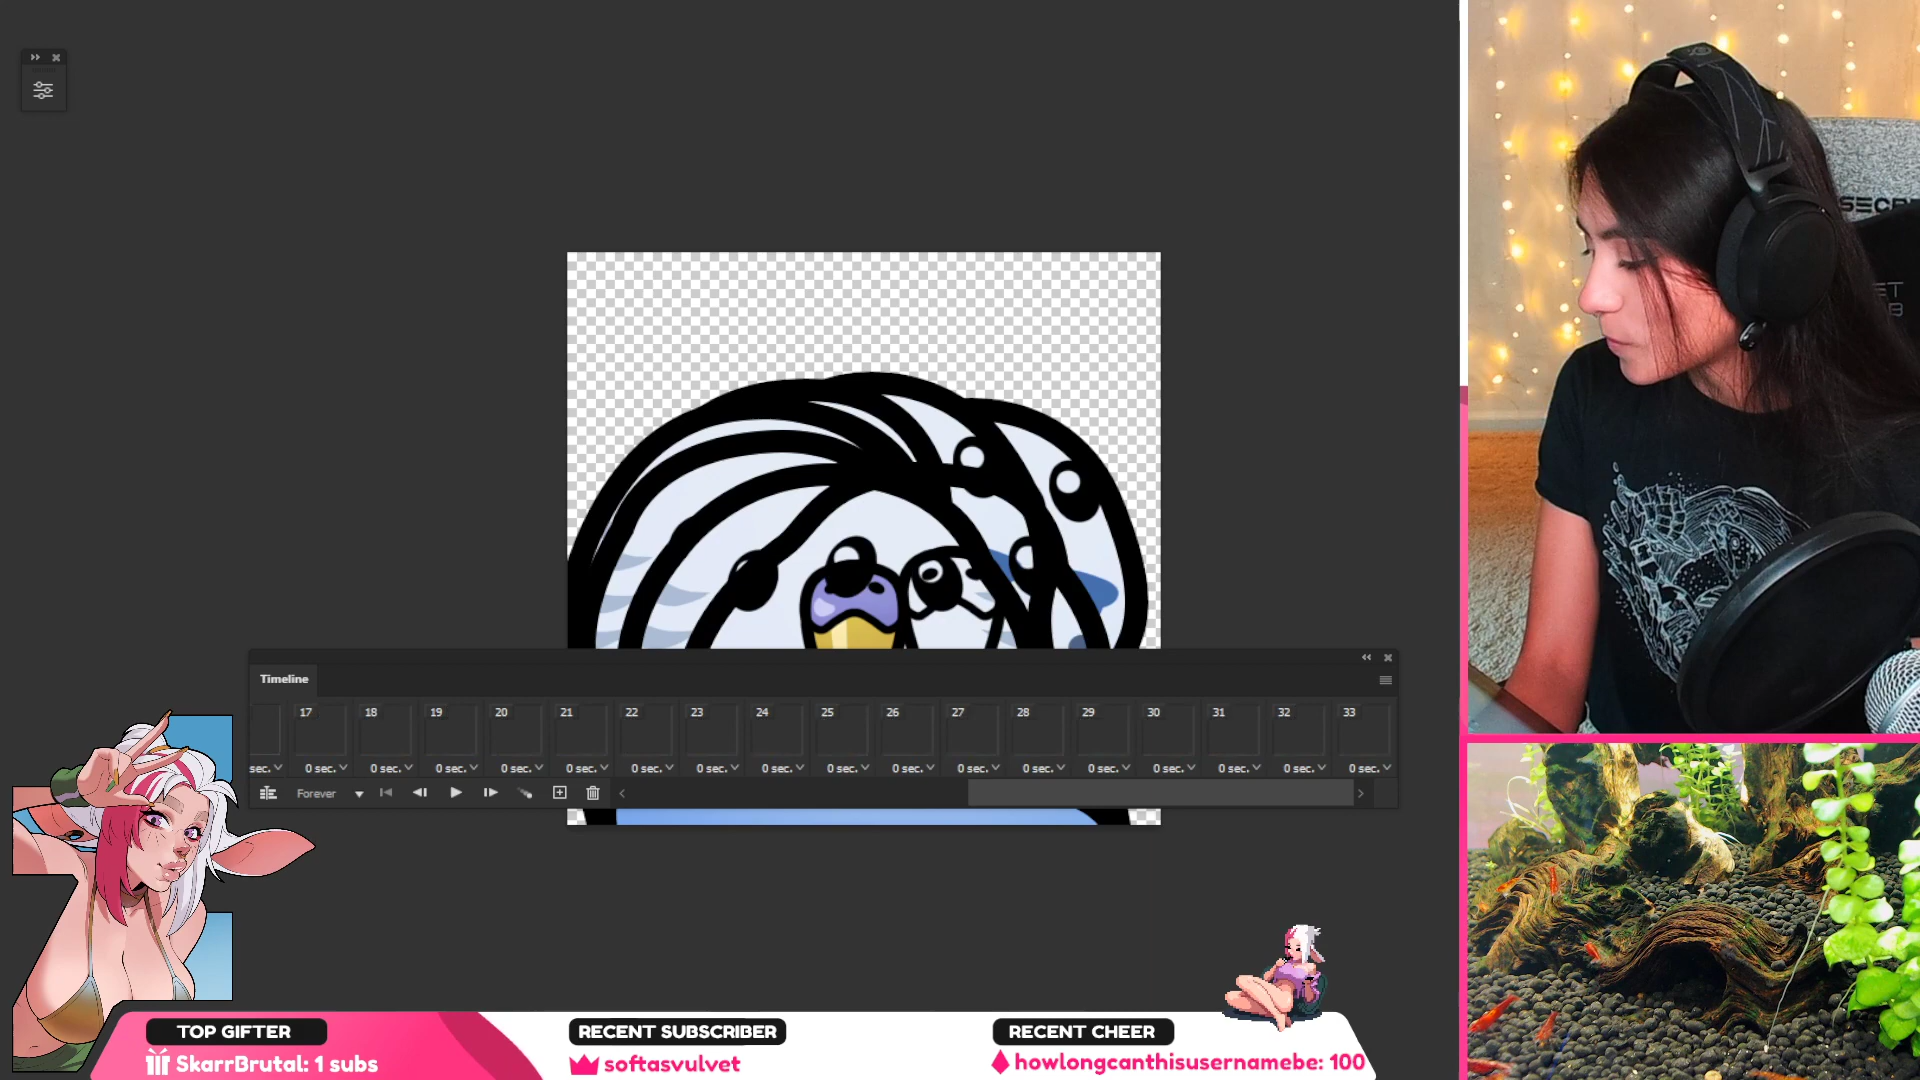 Timeline
17 18 19 20 21 22 23 24 25 26 27 28 29 30 31 32 33
sec. 0 sec. 0 sec. 0 sec. 0 sec. 0 sec. 0 sec. 0 sec. 0 sec. 0 sec. 0 sec. 0 sec. 0 sec. 0 sec. 0 sec. 0 sec. 0 sec.
Forever
TOP GIFTER
SkarrBrutal: 1 subs
RECENT SUBSCRIBER
softasvulvet
RECENT CHEER
howlongcanthisusernamebe: 100